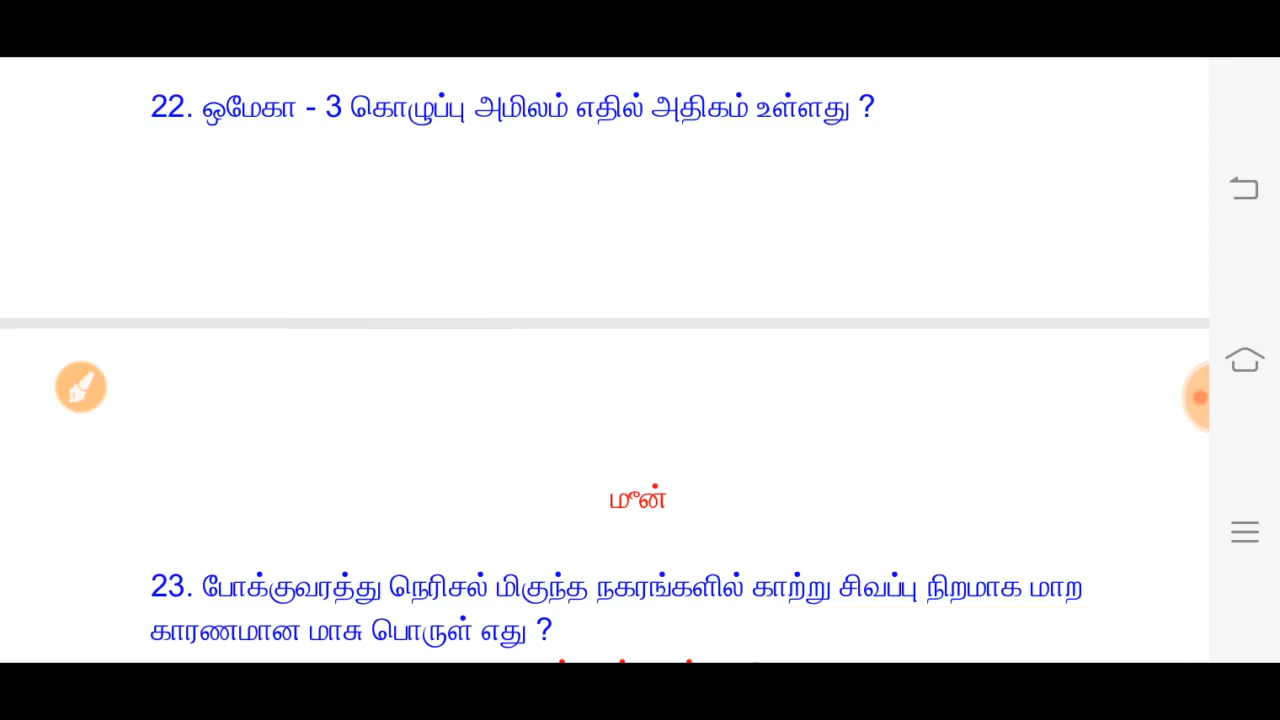 22. ஒமேகா - 3 கொழுப்பு அமிலம் எதில் அதிகம் உள்ளது ?
மீன்
23. போக்குவரத்து நெரிசல் மிகுந்த நகரங்களில் காற்று சிவப்பு நிறமாக மாற
காரணமான மாசு பொருள் எது ?